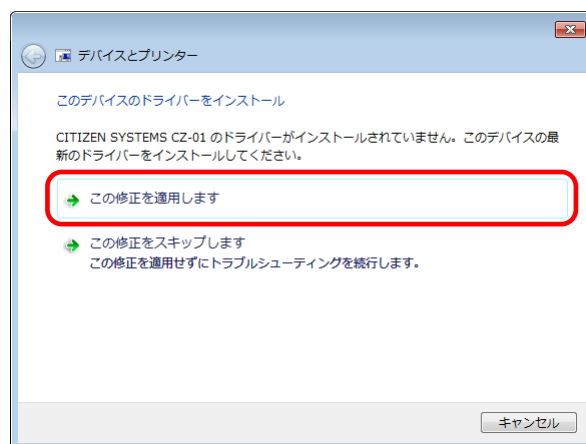 デバイスとプリンター
このデバイスのドライバーをインストール
CITIZEN SYSTEMS CZ-01 のドライバーがインストールされていません。このデバイスの最
新のドライバーをインストールしてください。
この修正を適用します
この修正をスキップします
この修正を適用せずにトラブルシューティングを続行します。
キャンセル